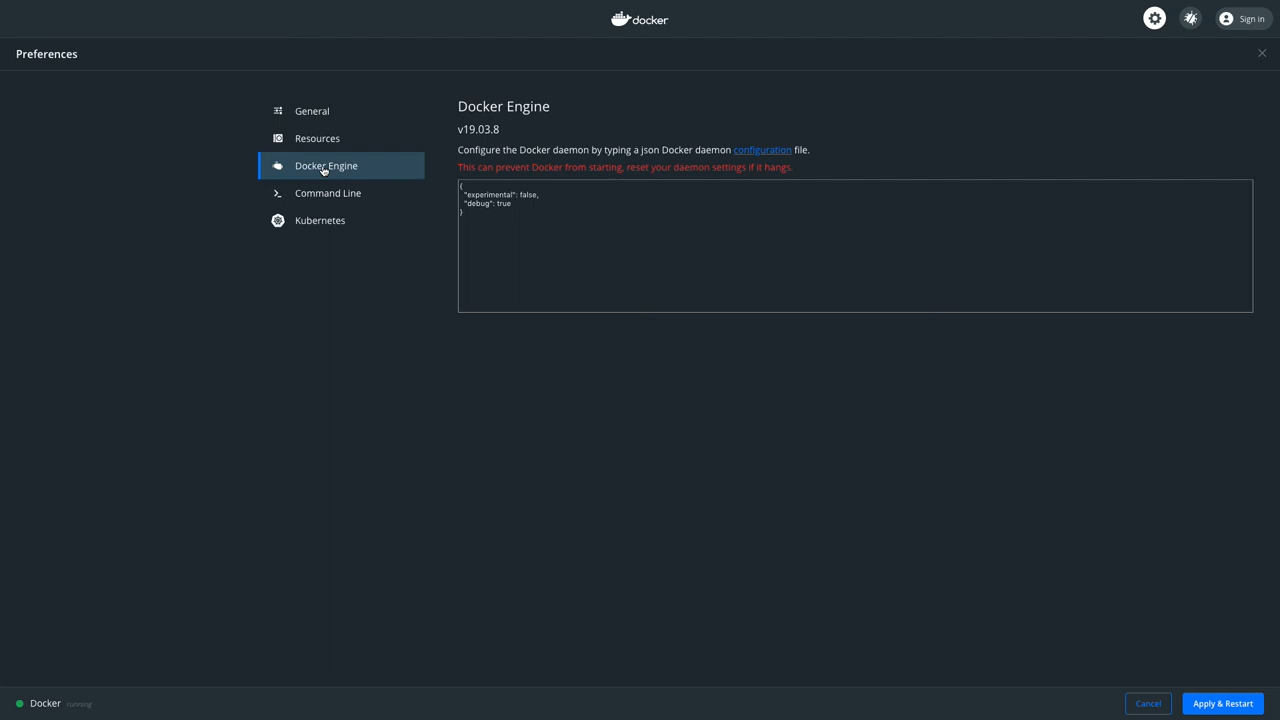 docker
Sign in
Preferences
General
Resources
Docker Engine
Command Line
Kubernetes
Docker Engine
v19.03.8
Configure the Docker daemon by typing a json Docker daemon configuration file.
This can prevent Docker from starting, reset your daemon settings if it hangs.
{
"experimental": false,
"debug": true
}
Docker running
Cancel
Apply & Restart